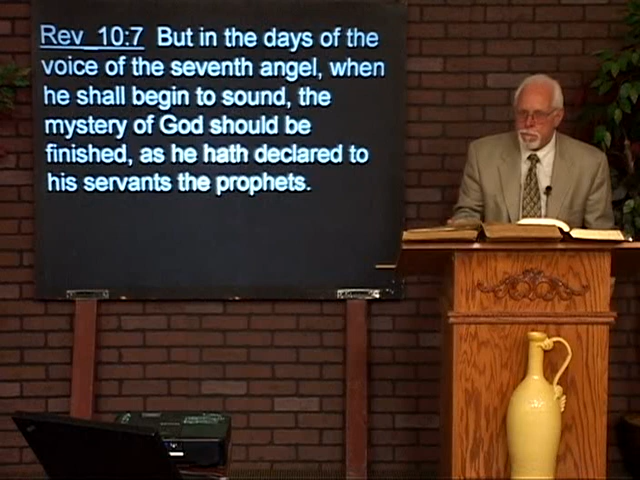 Rev 10:7 But in the days of the
voice of the seventh angel, when
he shall begin to sound, the
mystery of God should be
finished, as he hath declared to
his servants the prophets.